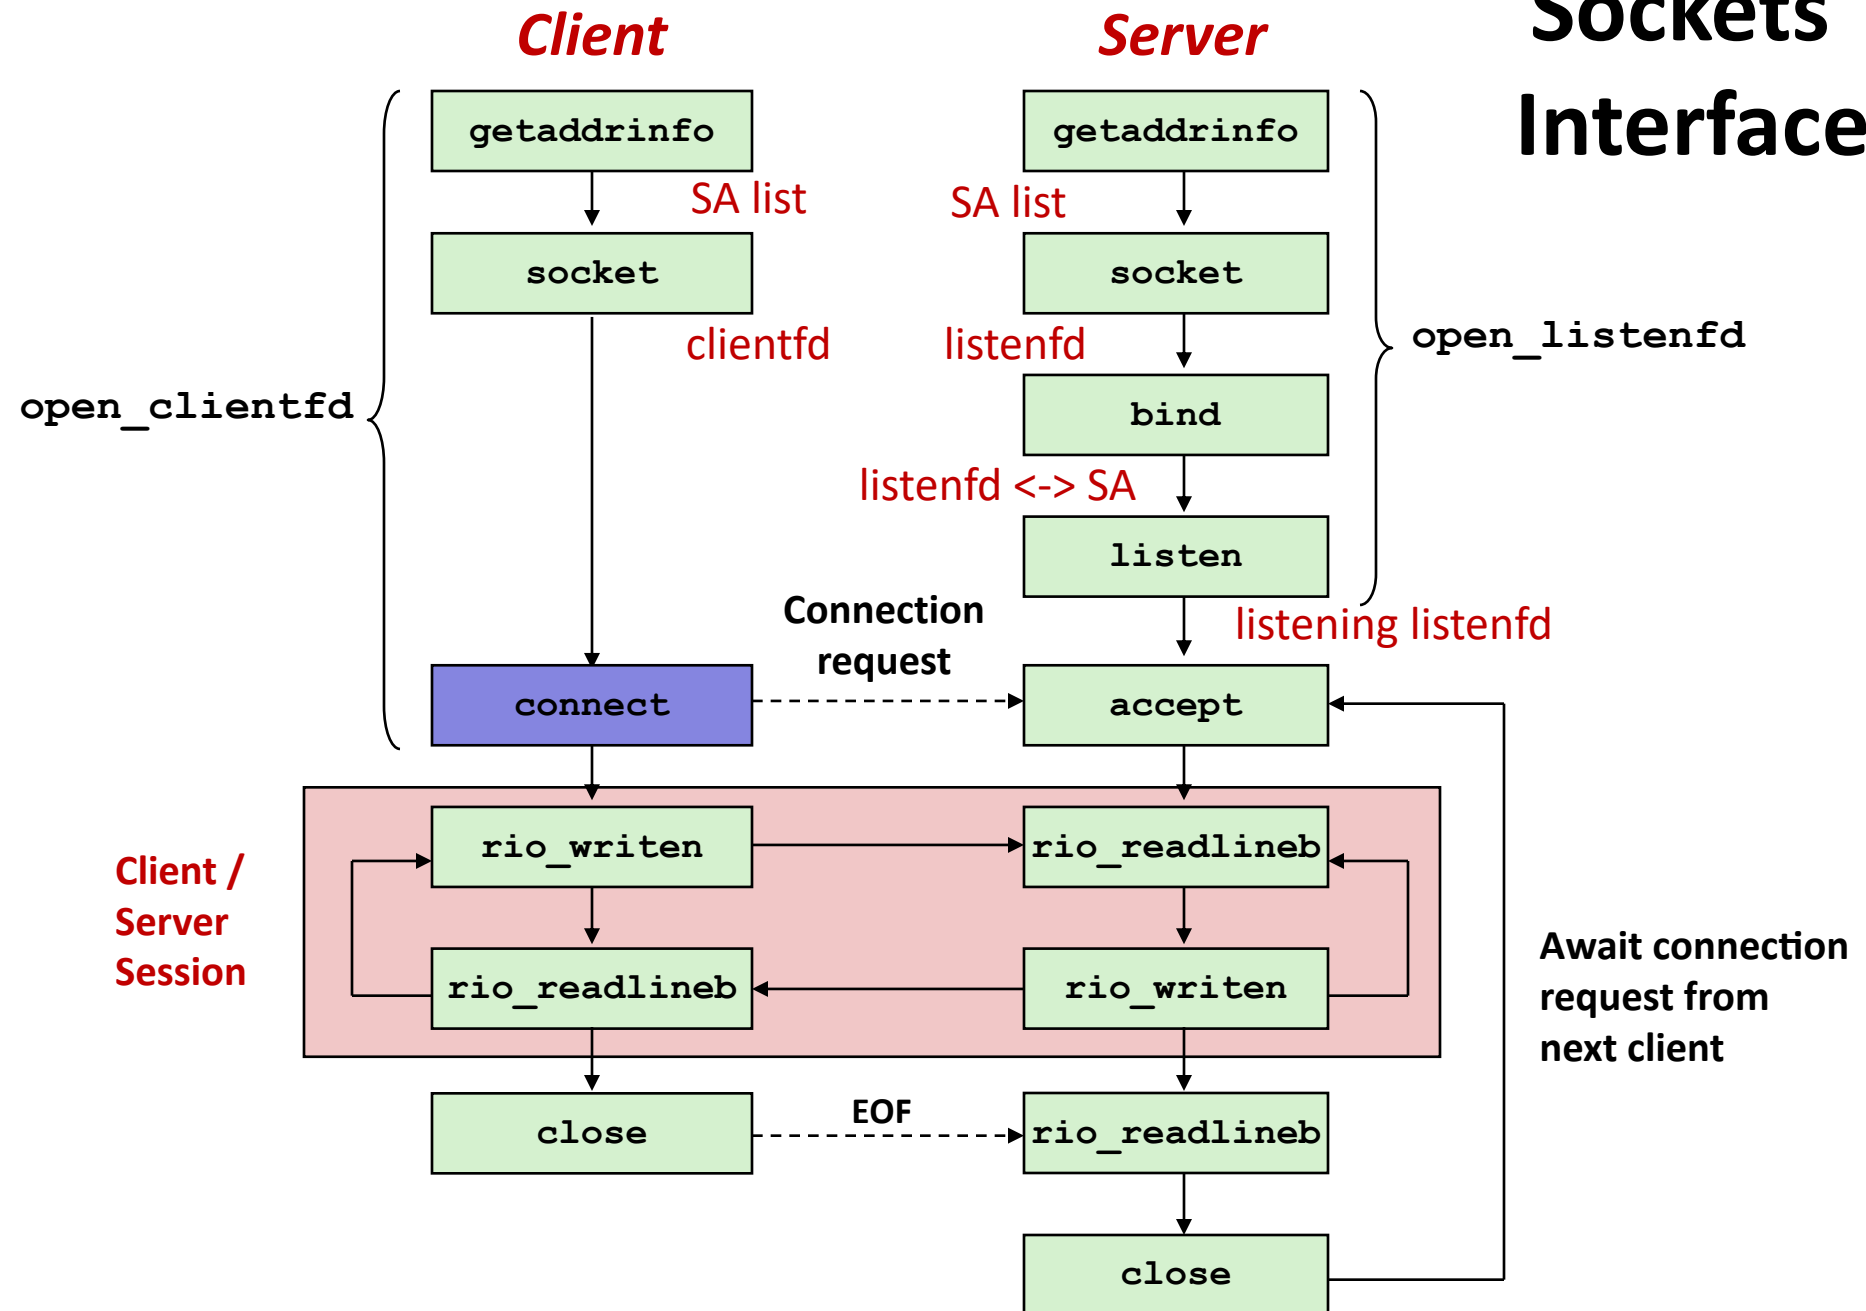 Sockets
Interface
Client
Server
getaddrinfo
getaddrinfo
SA list
SA list
socket
socket
clientfd
listenfd
open_listenfd
open_clientfd
bind
listenfd <-> SA
listen
Connection
request
listening listenfd
connect
accept
Client /
Server
Session
rio_writen
rio_readlineb
rio_readlineb
rio_writen
Await connection
request from
next client
close
EOF
rio_readlineb
close